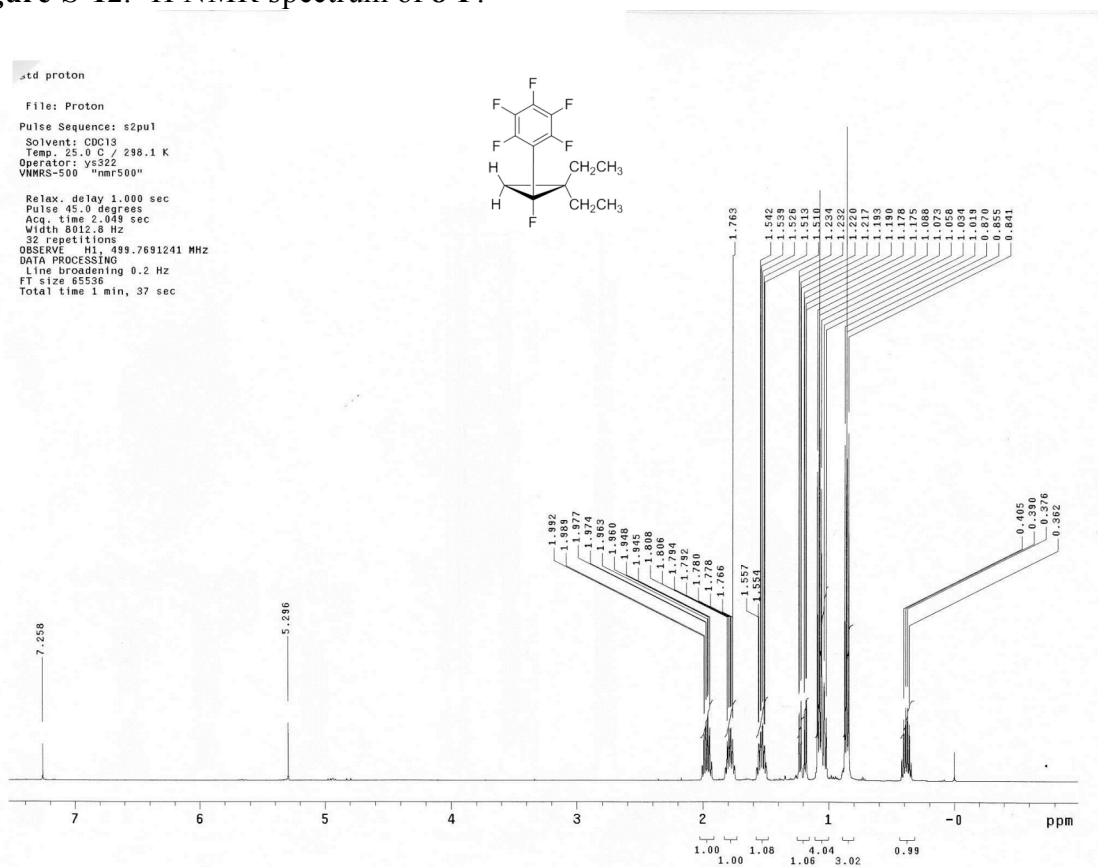 Figure S-12. ¹H NMR spectrum of
std proton
File: Proton
Pulse Sequence: s2pul
Solvent: CDCl3
Temp. 25.0 C / 298.1 K
Operator: ys322
VNMRS-500 "nmr500"
Relax. delay 1.000 sec
Pulse 45.0 degrees
Acq. time 2.049 sec
Width 8012.8 Hz
32 repetitions
OBSERVE H1, 499.7691241 MHz
DATA PROCESSING
Line broadening 0.2 Hz
FT size 65536
Total time 1 min, 37 sec
F
F F
F F
H CH₂CH₃
H CH₂CH₃
F
1.763
1.542
1.539
1.526
1.513
1.510
1.234
1.232
1.220
1.217
1.193
1.190
1.178
1.175
1.088
1.073
1.058
1.034
1.019
0.870
0.855
0.841
7.258
5.296
1.992
1.989
1.977
1.974
1.963
1.960
1.948
1.945
1.808
1.806
1.794
1.792
1.780
1.778
1.766
1.557
1.554
0.405
0.390
0.376
0.362
7 6 5 4 3 2 1 -0 ppm
1.00 1.08 4.04 0.99
1.00 1.06 3.02